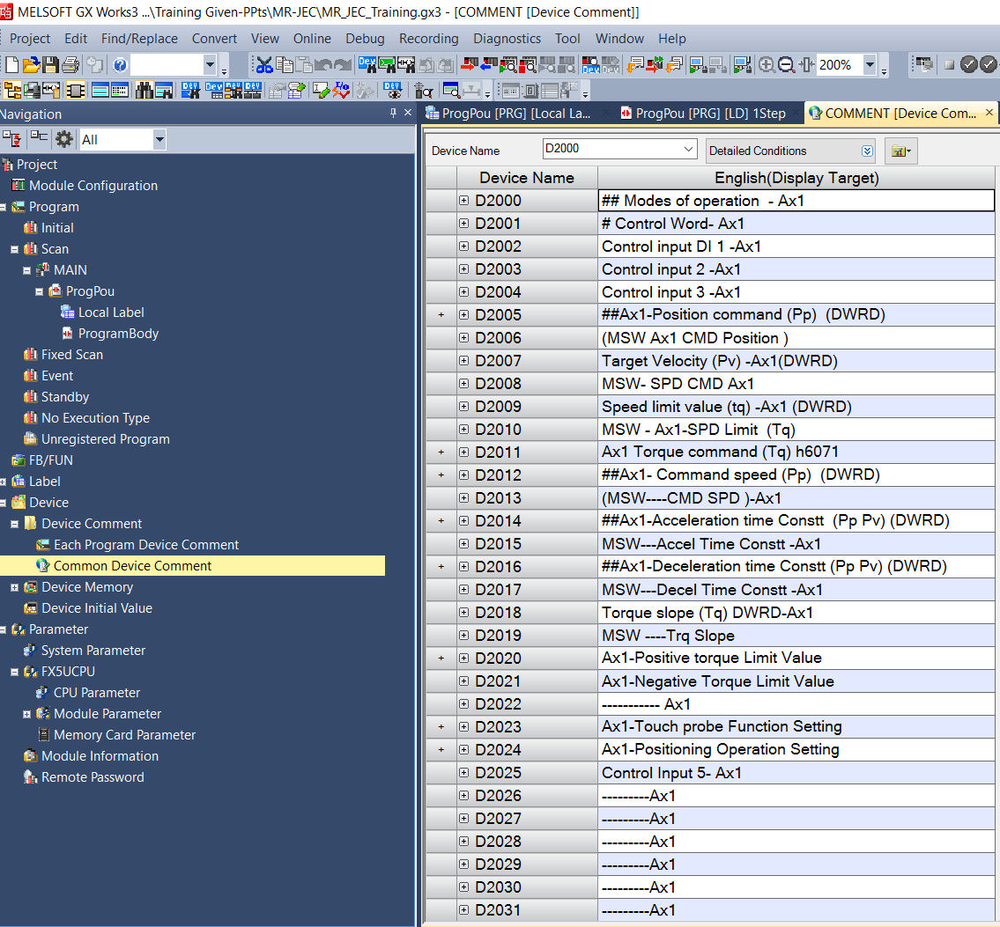 MELSOFT GX Works3 ...\Training Given-PPts\MR-JEC\MR_JEC_Training.gx3 - [COMMENT [Device Comment]]
Project Edit Find/Replace Convert View Online Debug Recording Diagnostics Tool Window Help
200%
Navigation
All
Project
Module Configuration
Program
Initial
Scan
MAIN
ProgPou
Local Label
ProgramBody
Fixed Scan
Event
Standby
No Execution Type
Unregistered Program
FB/FUN
Label
Device
Device Comment
Each Program Device Comment
Common Device Comment
Device Memory
Device Initial Value
Parameter
System Parameter
FX5UCPU
CPU Parameter
Module Parameter
Memory Card Parameter
Module Information
Remote Password
ProgPou [PRG] [Local La... ProgPou [PRG] [LD] 1Step COMMENT [Device Com...
Device Name D2000 Detailed Conditions
Device Name English(Display Target)
D2000 ## Modes of operation - Ax1
D2001 # Control Word- Ax1
D2002 Control input DI 1 -Ax1
D2003 Control input 2 -Ax1
D2004 Control input 3 -Ax1
+ D2005 ##Ax1-Position command (Pp) (DWRD)
D2006 (MSW Ax1 CMD Position )
D2007 Target Velocity (Pv) -Ax1(DWRD)
D2008 MSW- SPD CMD Ax1
D2009 Speed limit value (tq) -Ax1 (DWRD)
D2010 MSW - Ax1-SPD Limit (Tq)
+ D2011 Ax1 Torque command (Tq) h6071
+ D2012 ##Ax1- Command speed (Pp) (DWRD)
D2013 (MSW----CMD SPD )-Ax1
+ D2014 ##Ax1-Acceleration time Constt (Pp Pv) (DWRD)
D2015 MSW---Accel Time Constt -Ax1
+ D2016 ##Ax1-Deceleration time Constt (Pp Pv) (DWRD)
D2017 MSW---Decel Time Constt -Ax1
D2018 Torque slope (Tq) DWRD-Ax1
D2019 MSW ----Trq Slope
+ D2020 Ax1-Positive torque Limit Value
D2021 Ax1-Negative Torque Limit Value
D2022 ----------- Ax1
+ D2023 Ax1-Touch probe Function Setting
+ D2024 Ax1-Positioning Operation Setting
D2025 Control Input 5- Ax1
D2026 ---------Ax1
D2027 ---------Ax1
D2028 ---------Ax1
D2029 ---------Ax1
D2030 ---------Ax1
D2031 ---------Ax1